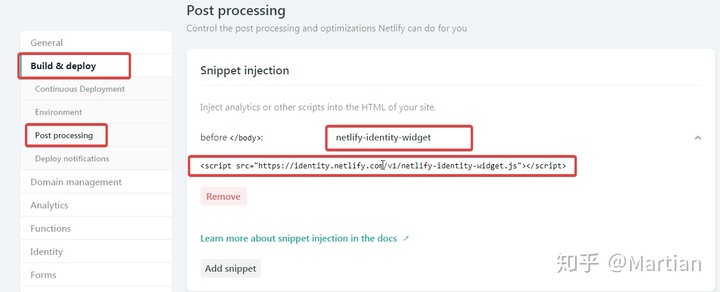 Post processing
Control the post processing and optimizations Netlify can do for you
General
Build & deploy
Continuous Deployment
Environment
Post processing
Deploy notifications
Domain management
Analytics
Functions
Identity
Forms
Snippet injection
Inject analytics or other scripts into the HTML of your site.
before </body>: netlify-identity-widget
<script src="https://identity.netlify.com/v1/netlify-identity-widget.js"></script>
Remove
Learn more about snippet injection in the docs ↗
Add snippet
知乎 @Martian